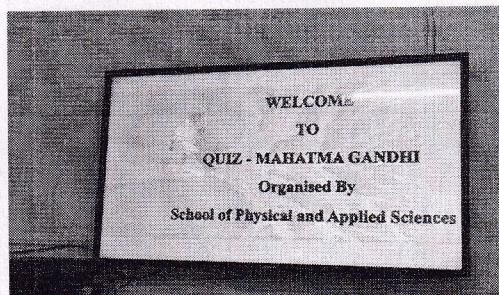 WELCOME
TO
QUIZ - MAHATMA GANDHI
Organised By
School of Physical and Applied Sciences